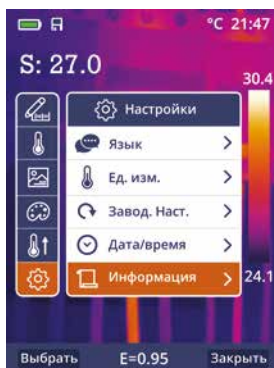 °C 21:47
S: 27.0
30.4
Настройки
Язык
Ед. изм.
Завод. Наст.
Дата/время
Информация
24.1
Выбрать E=0.95 Закрыть